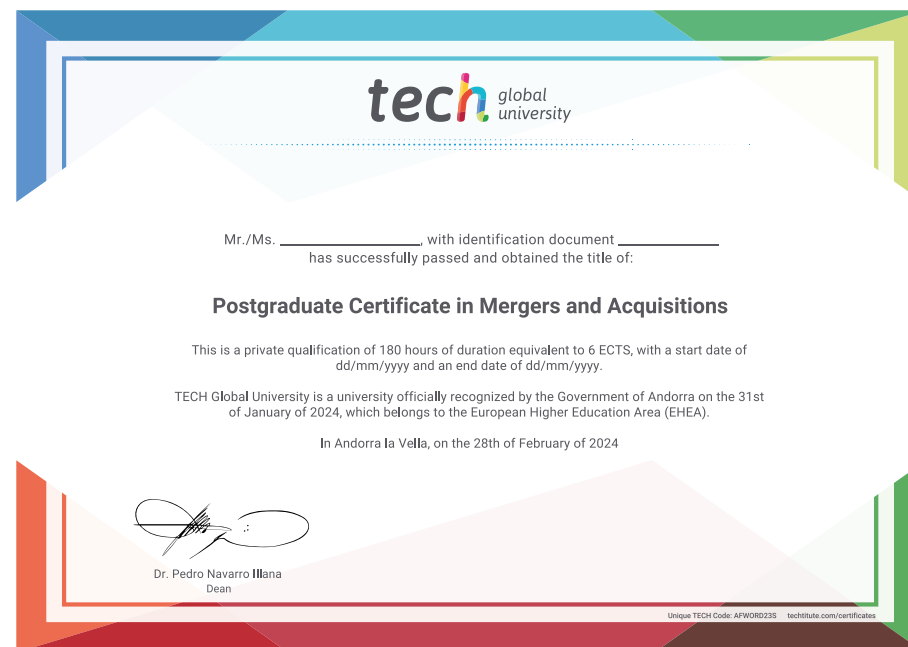 tech global university
Mr./Ms. ____________________, with identification document ______________
has successfully passed and obtained the title of:
Postgraduate Certificate in Mergers and Acquisitions
This is a private qualification of 180 hours of duration equivalent to 6 ECTS, with a start date of
dd/mm/yyyy and an end date of dd/mm/yyyy.
TECH Global University is a university officially recognized by the Government of Andorra on the 31st
of January of 2024, which belongs to the European Higher Education Area (EHEA).
In Andorra la Vella, on the 28th of February of 2024
Dr. Pedro Navarro Illana
Dean
Unique TECH Code: AFWORD23S techtitute.com/certificates